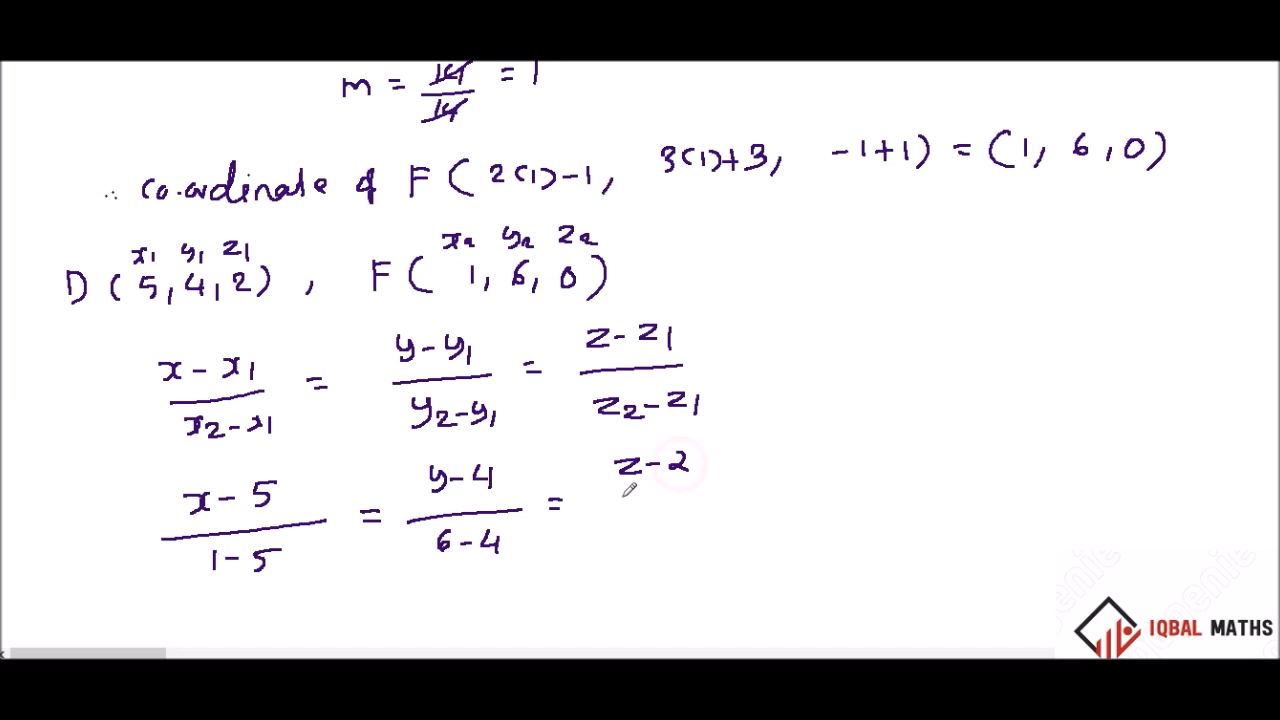 m = 14/14 = 1
∴ Co.ordinate of F ( 2(1)-1, 3(1)+3, -1+1) = (1, 6, 0)
x1 y1 z1 x2 y2 z2
D ( 5, 4, 2) , F ( 1, 6, 0 )
x - x1 / x2 - x1 = y - y1 / y2 - y1 = z - z1 / z2 - z1
x - 5 / 1 - 5 = y - 4 / 6 - 4 = z - 2
IQBAL MATHS